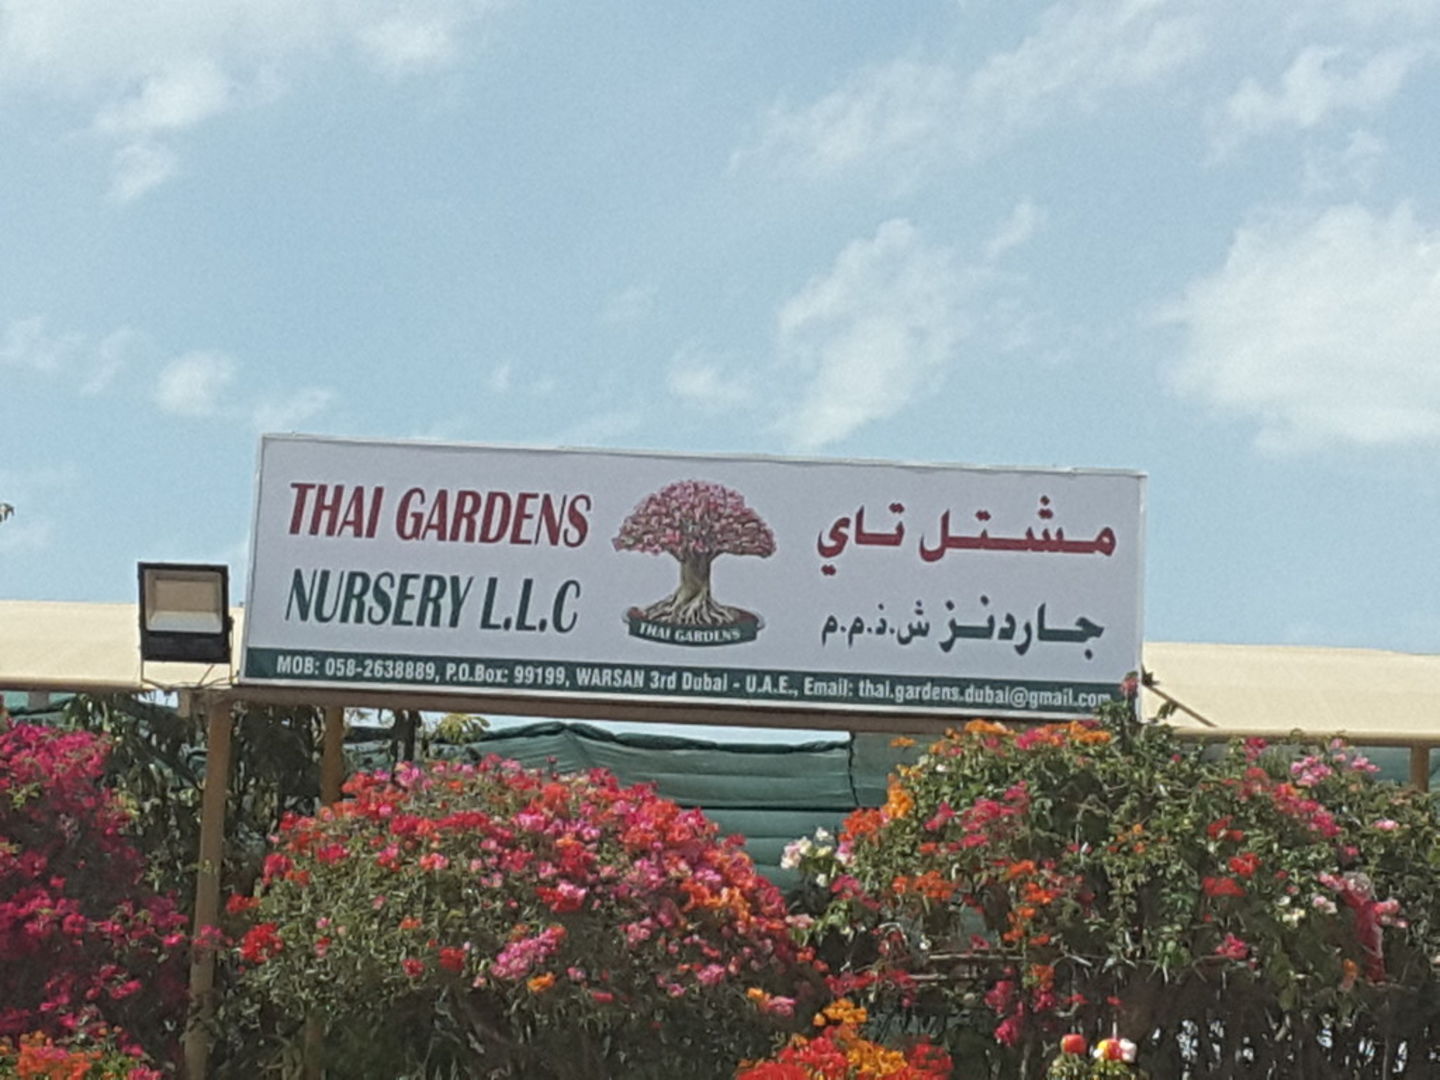 THAI GARDENS
NURSERY L.L.C
THAI GARDENS
مشتل تاي
جاردنز ش.ذ.م.م
MOB: 058-2638889, P.O.Box: 99199, WARSAN 3rd Dubai - U.A.E., Email: thai.gardens.dubai@gmail.com